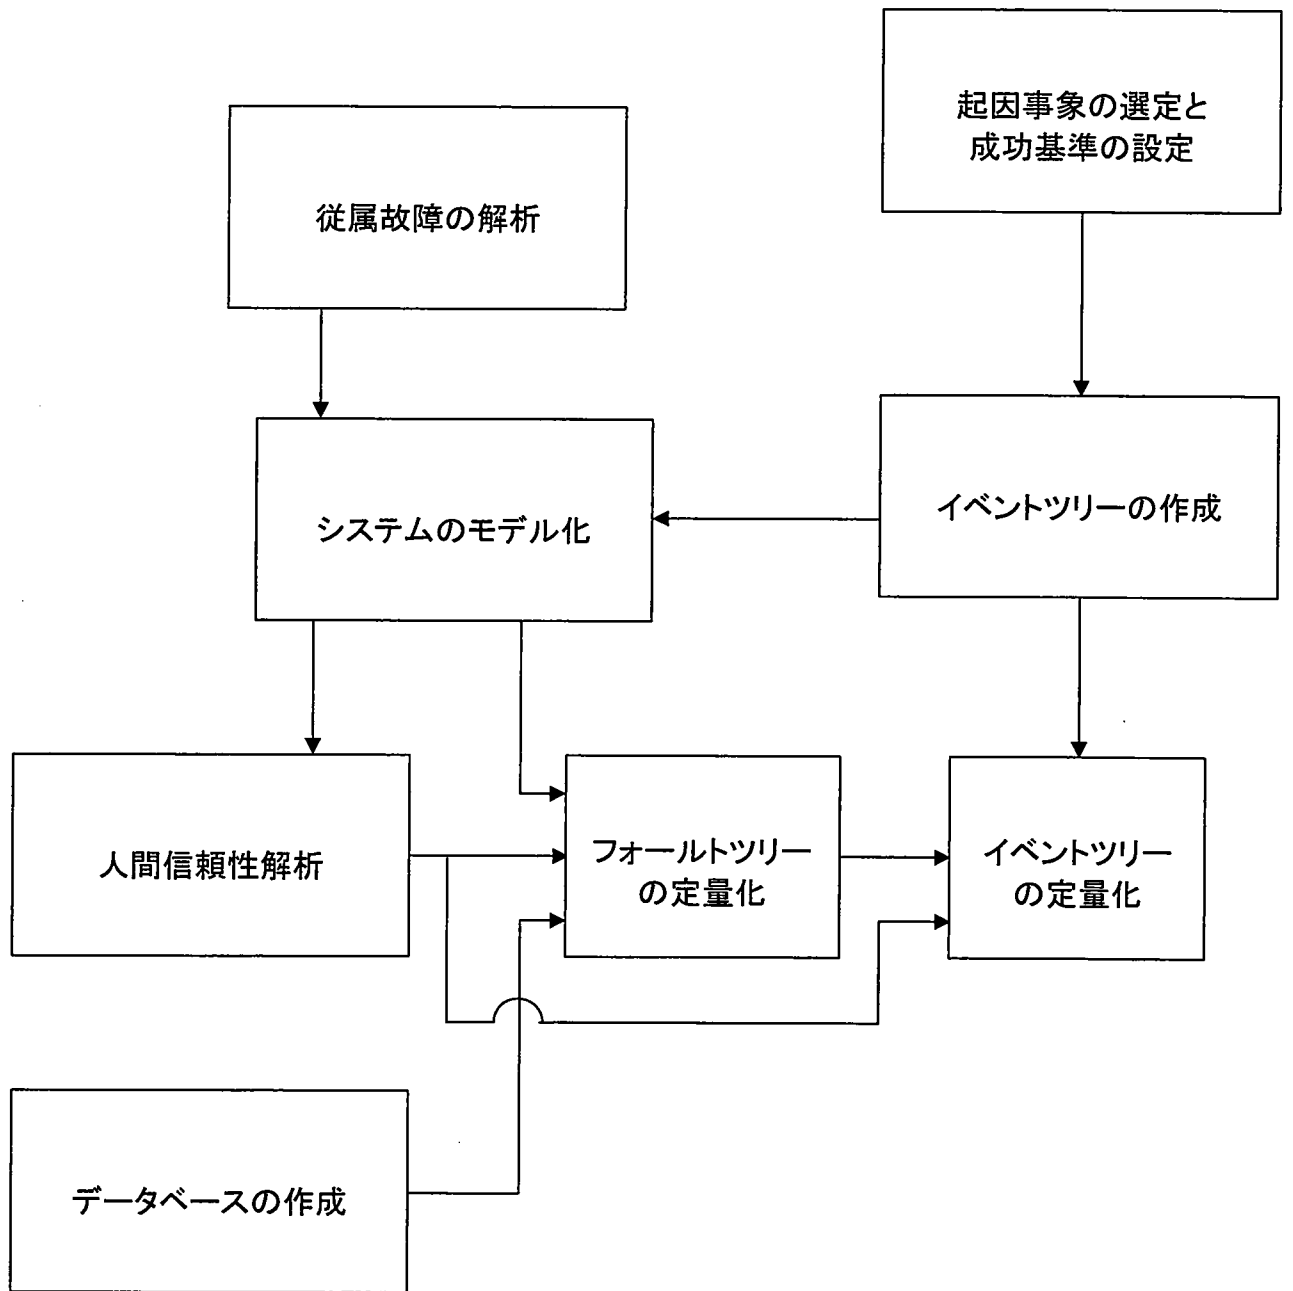 起因事象の選定と
成功基準の設定
従属故障の解析
イベントツリーの作成
システムのモデル化
人間信頼性解析
フォールトツリー
の定量化
イベントツリー
の定量化
データベースの作成